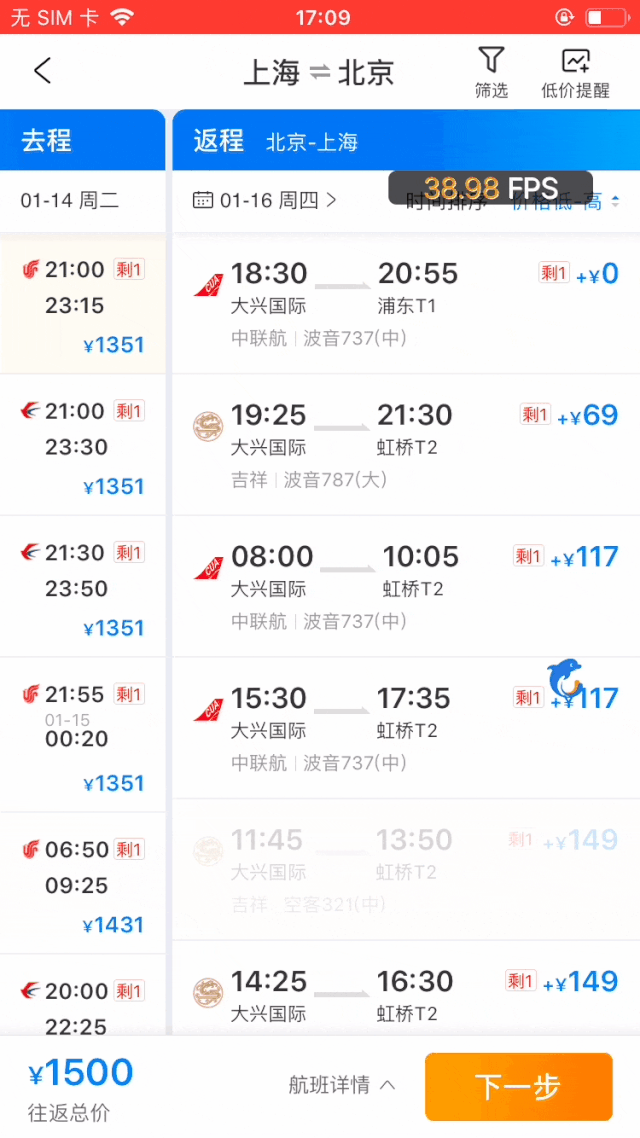 无 SIM 卡 17:09
上海 北京 筛选 低价提醒
去程 返程 北京-上海
38.98 FPS
01-14 周二 01-16 周四 时间排序 价格低-高
21:00 剩1
23:15
¥1351
21:00 剩1
23:30
¥1351
21:30 剩1
23:50
¥1351
21:55 剩1
01-15
00:20
¥1351
06:50 剩1
09:25
¥1431
20:00 剩1
22:25
18:30 20:55 剩1 +¥0
大兴国际 浦东T1
中联航 波音737(中)
19:25 21:30 剩1 +¥69
大兴国际 虹桥T2
吉祥 波音787(大)
08:00 10:05 剩1 +¥117
大兴国际 虹桥T2
中联航 波音737(中)
15:30 17:35 剩1 +¥117
大兴国际 虹桥T2
中联航 波音737(中)
11:45 13:50 剩1 +¥149
大兴国际 虹桥T2
吉祥 空客321(中)
14:25 16:30 剩1 +¥149
大兴国际 虹桥T2
¥1500
往返总价
航班详情
下一步